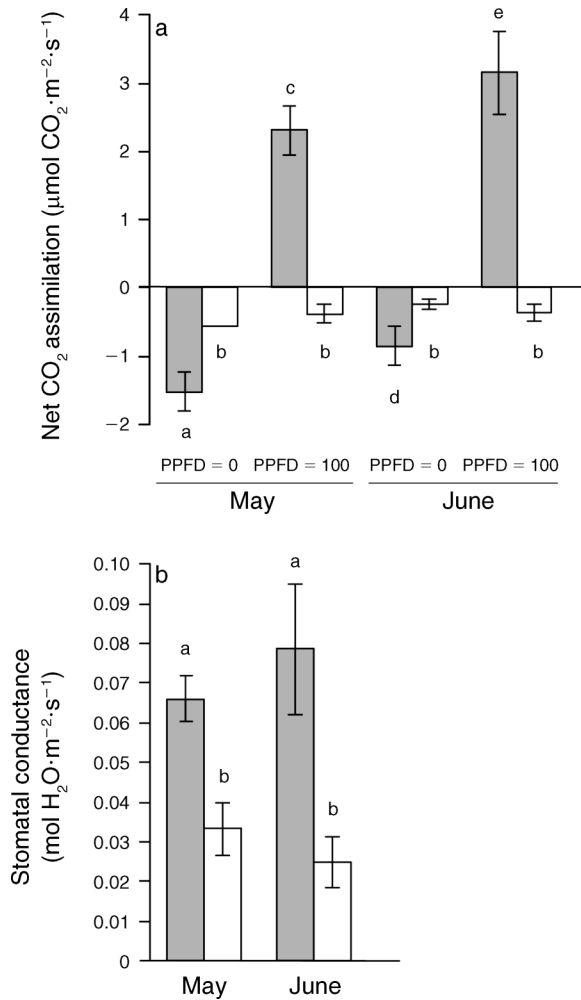 a
Net CO₂ assimilation (μmol CO₂·m⁻²·s⁻¹)
4
3
2
1
0
−1
−2
a
b
c
b
d
b
e
b
PPFD = 0 PPFD = 100 PPFD = 0 PPFD = 100
May June
b
Stomatal conductance
(mol H₂O·m⁻²·s⁻¹)
0.10
0.09
0.08
0.07
0.06
0.05
0.04
0.03
0.02
0.01
0
a
b
a
b
May June